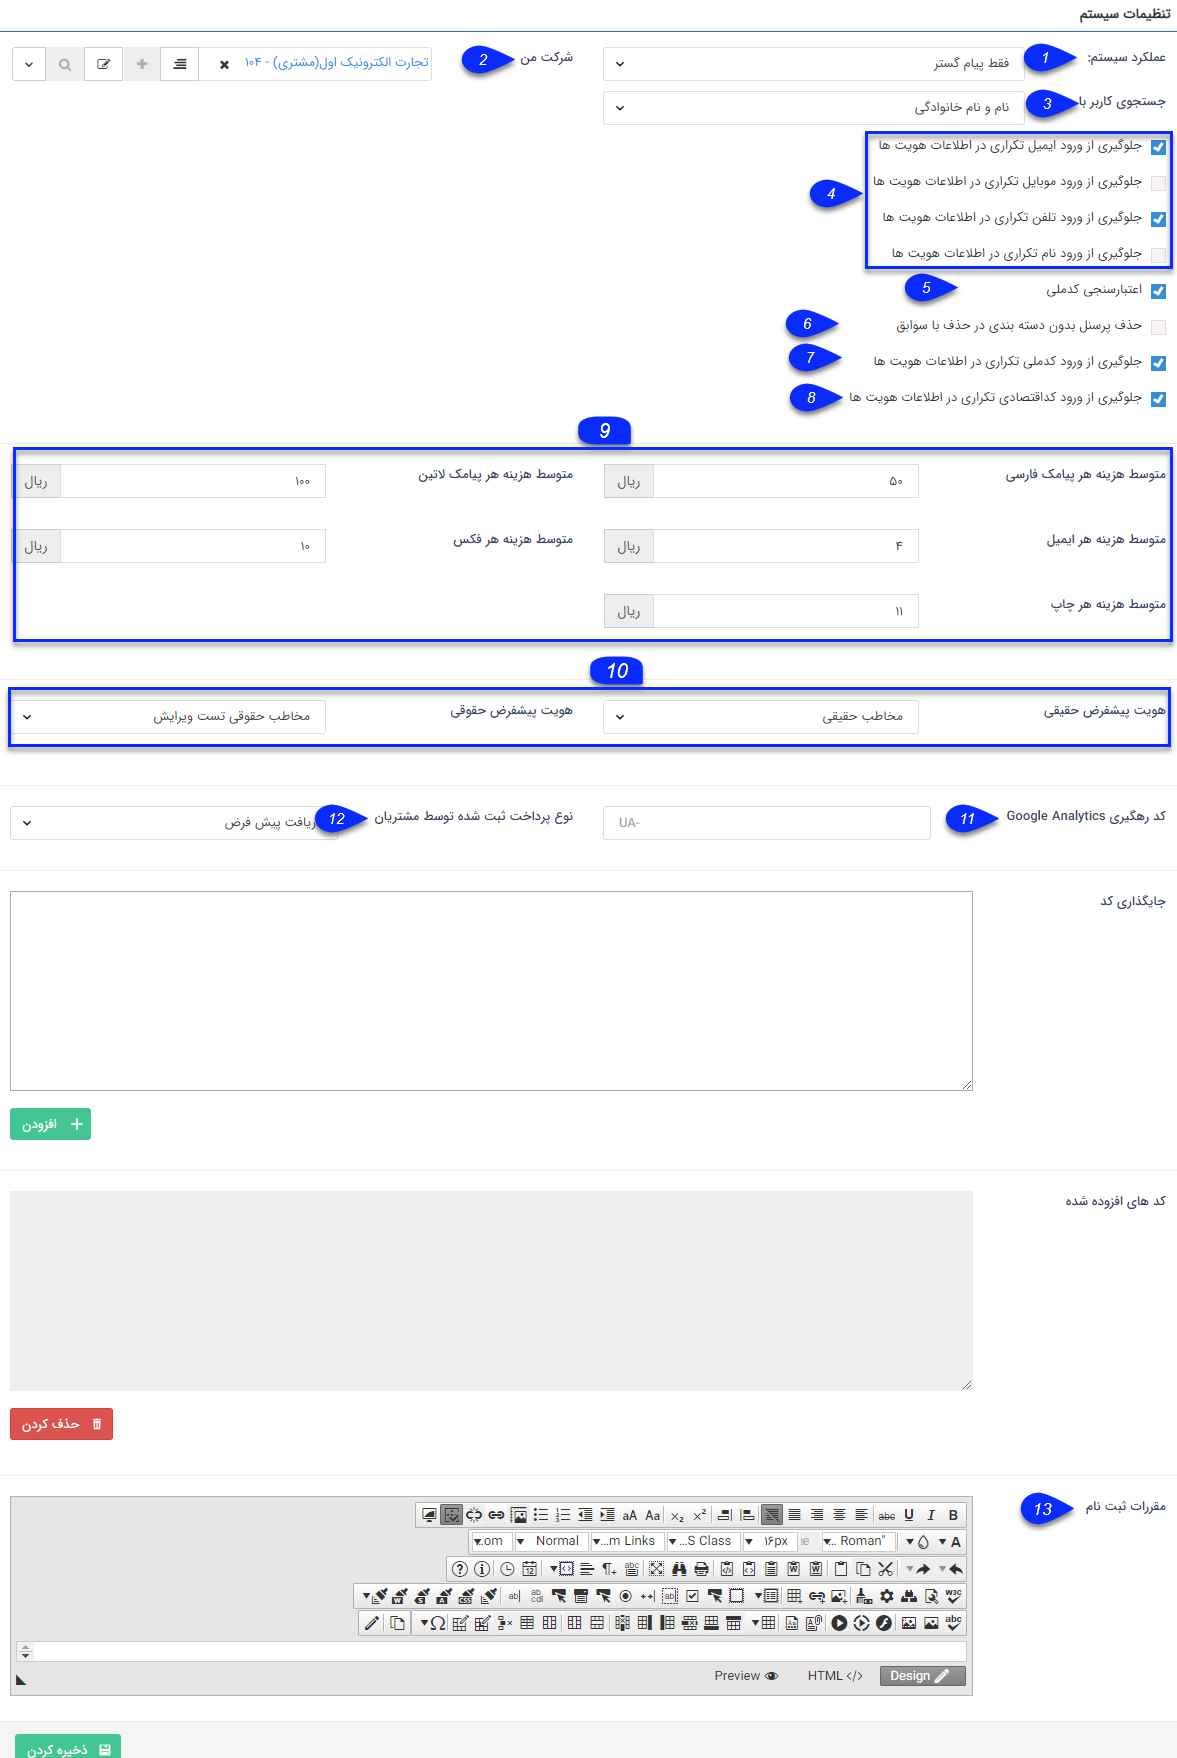 تنظیمات سیستم
عملکرد سیستم:
1
فقط پیام گستر
شرکت من
2
تجارت الکترونیک اول(مشتری) - ۱۰۴
جستجوی کاربر با
3
نام و نام خانوادگی
جلوگیری از ورود ایمیل تکراری در اطلاعات هویت ها
جلوگیری از ورود موبایل تکراری در اطلاعات هویت ها
4
جلوگیری از ورود تلفن تکراری در اطلاعات هویت ها
جلوگیری از ورود نام تکراری در اطلاعات هویت ها
اعتبارسنجی کدملی
5
حذف پرسنل بدون دسته بندی در حذف با سوابق
6
جلوگیری از ورود کدملی تکراری در اطلاعات هویت ها
7
جلوگیری از ورود کداقتصادی تکراری در اطلاعات هویت ها
8
9
متوسط هزینه هر پیامک فارسی
۵۰
ریال
متوسط هزینه هر پیامک لاتین
۱۰۰
ریال
متوسط هزینه هر ایمیل
۴
ریال
متوسط هزینه هر فکس
۱۰
ریال
متوسط هزینه هر چاپ
۱۱
ریال
10
هویت پیشفرض حقیقی
مخاطب حقیقی
هویت پیشفرض حقوقی
مخاطب حقوقی تست ویرایش
کد رهگیری Google Analytics
11
UA-
نوع پرداخت ثبت شده توسط مشتریان
12
ریافت پیش فرض
جایگذاری کد
افزودن
کد های افزوده شده
حذف کردن
مقررات ثبت نام
13
Roman"
۱۶px
S Class...
m Links...
Normal
om...
Design
HTML
Preview
ذخیره کردن